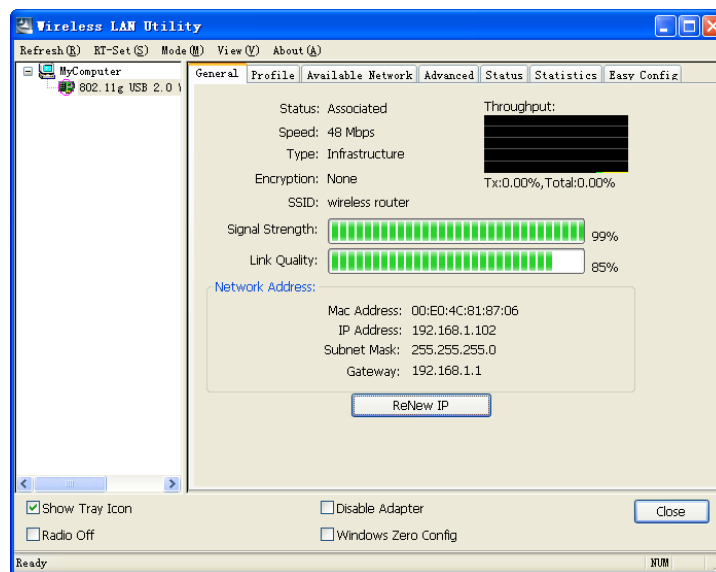 Wireless LAN Utility
Refresh(R) RT-Set(S) Mode(M) View(V) About(A)
MyComputer
802.11g USB 2.0
General Profile Available Network Advanced Status Statistics Easy Config
Status: Associated
Speed: 48 Mbps
Type: Infrastructure
Encryption: None
SSID: wireless router
Throughput:
Tx:0.00%,Total:0.00%
Signal Strength: 99%
Link Quality: 85%
Network Address:
Mac Address: 00:E0:4C:81:87:06
IP Address: 192.168.1.102
Subnet Mask: 255.255.255.0
Gateway: 192.168.1.1
ReNew IP
Show Tray Icon
Radio Off
Disable Adapter
Windows Zero Config
Close
Ready
NUM